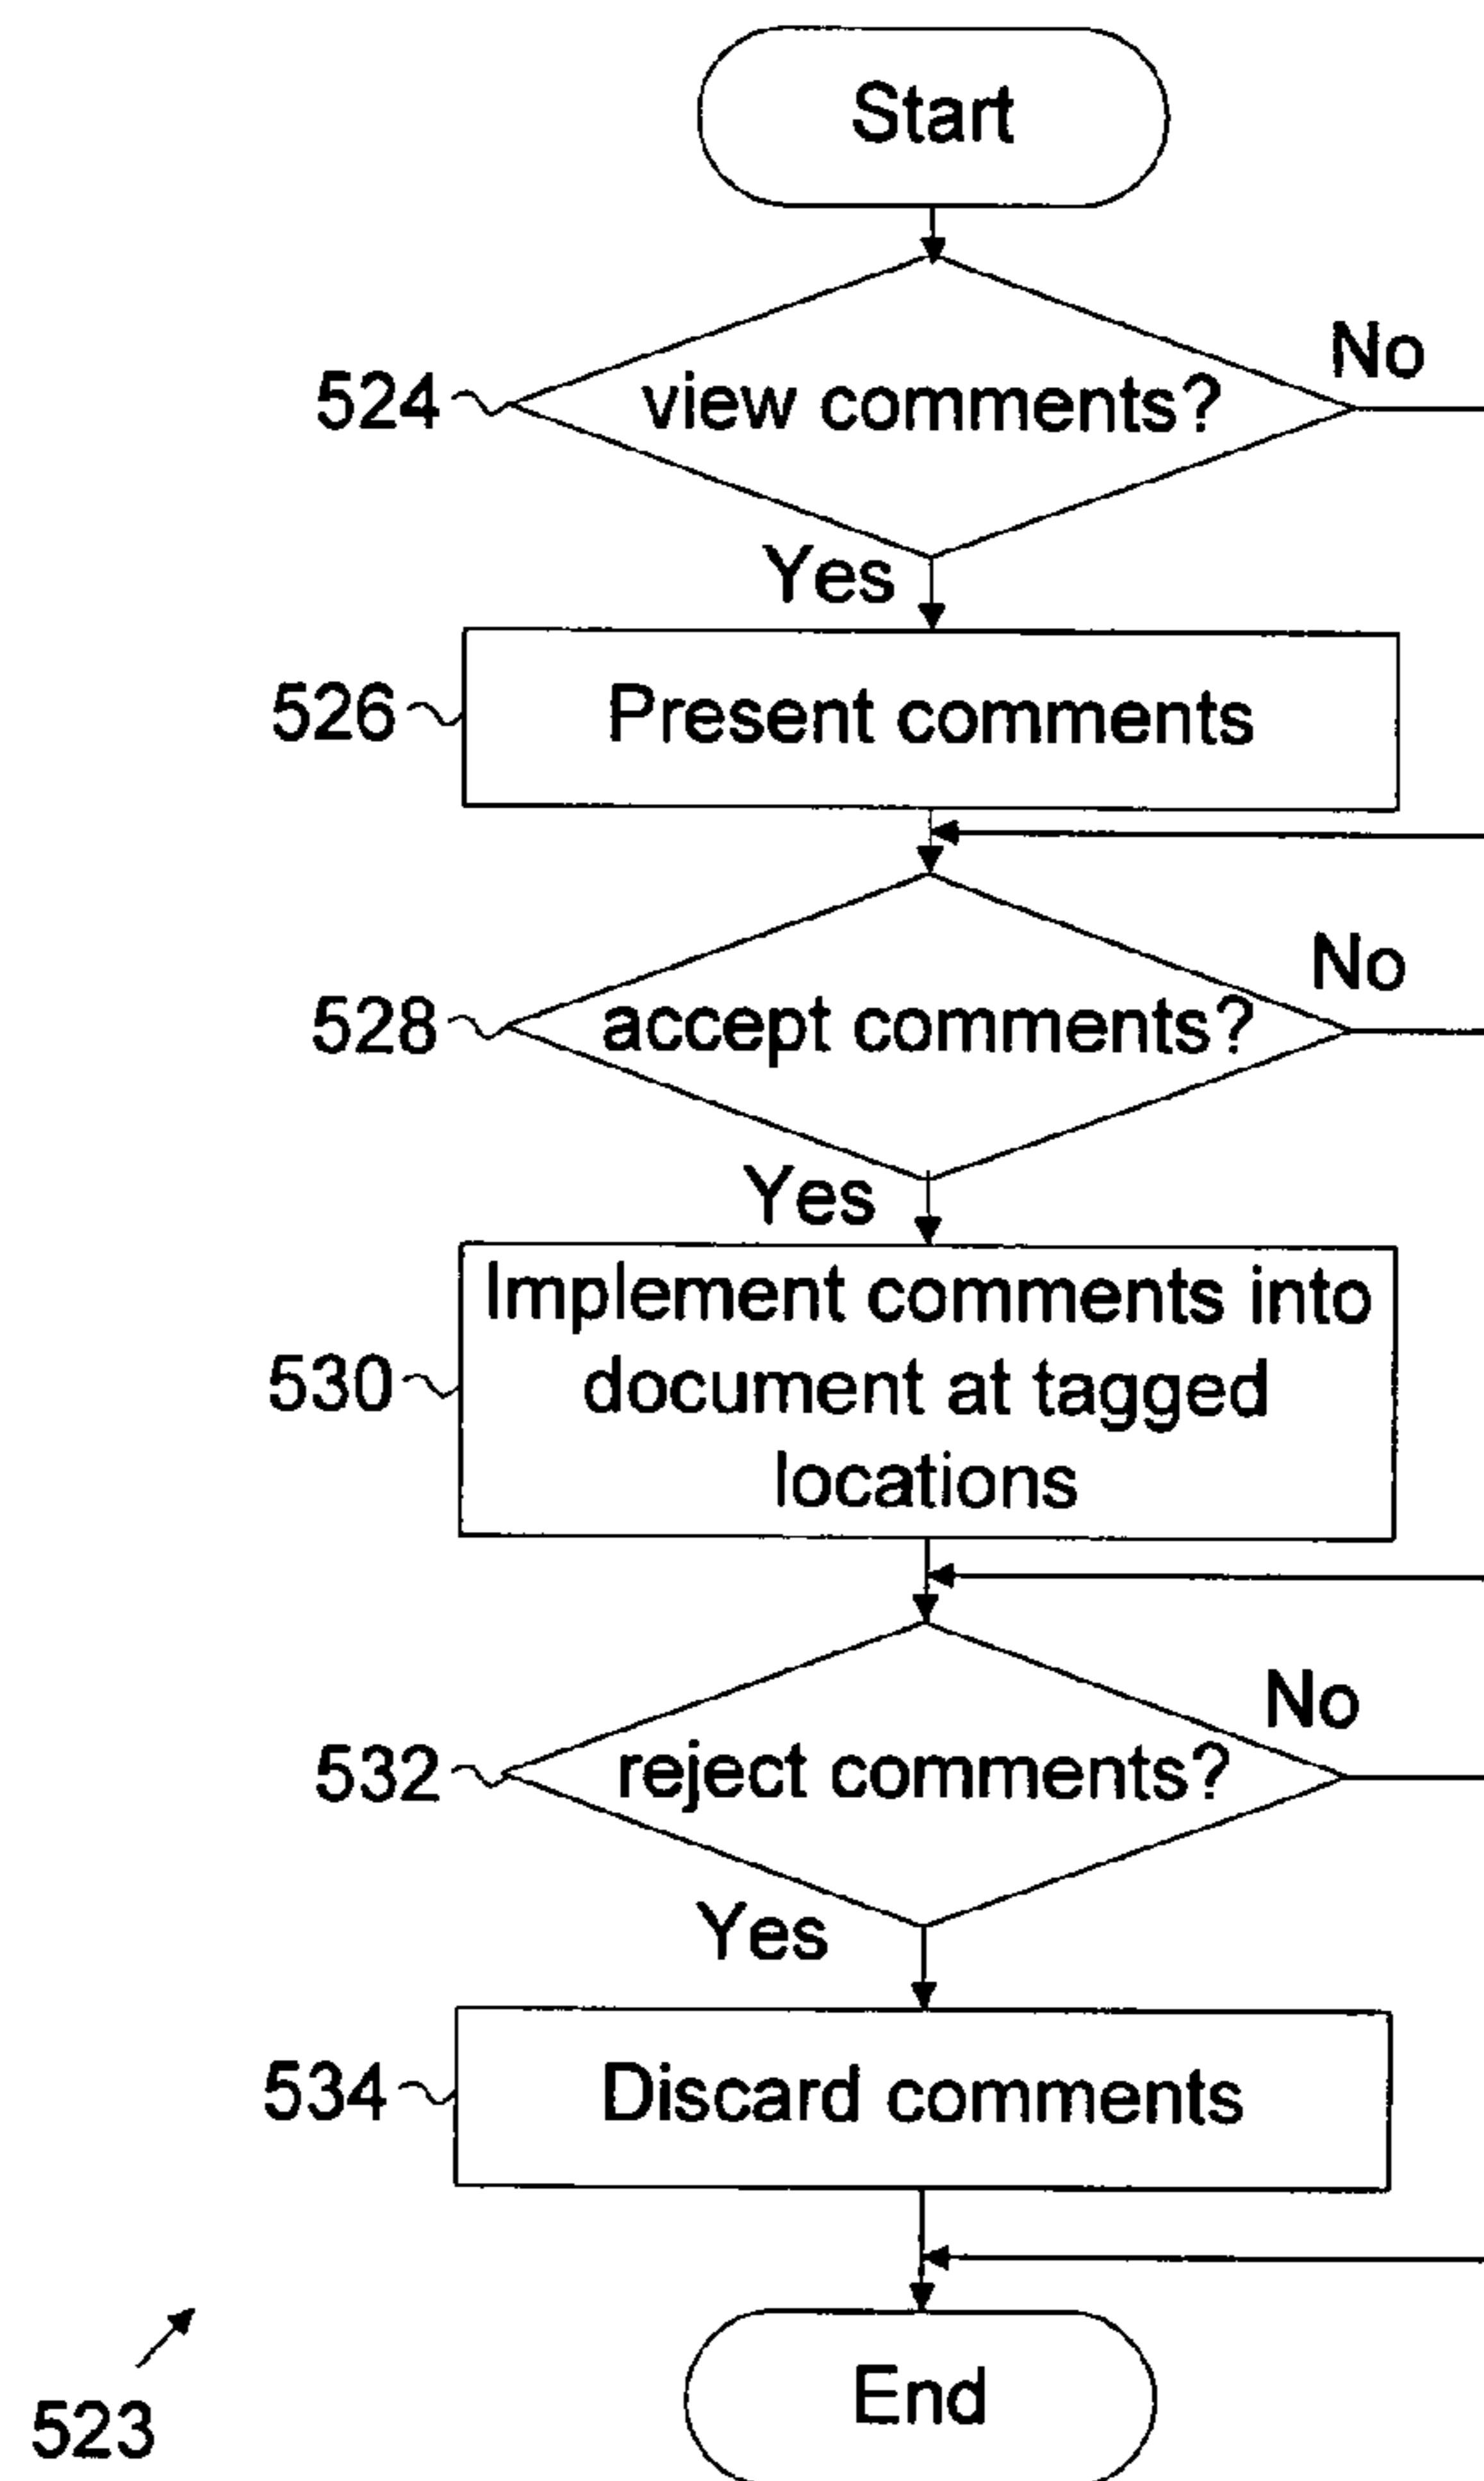 Start
No
524
view comments?
Yes
526
Present comments
No
528
accept comments?
Yes
Implement comments into
530
document at tagged
locations
No
532
reject comments?
Yes
534
Discard comments
End
523